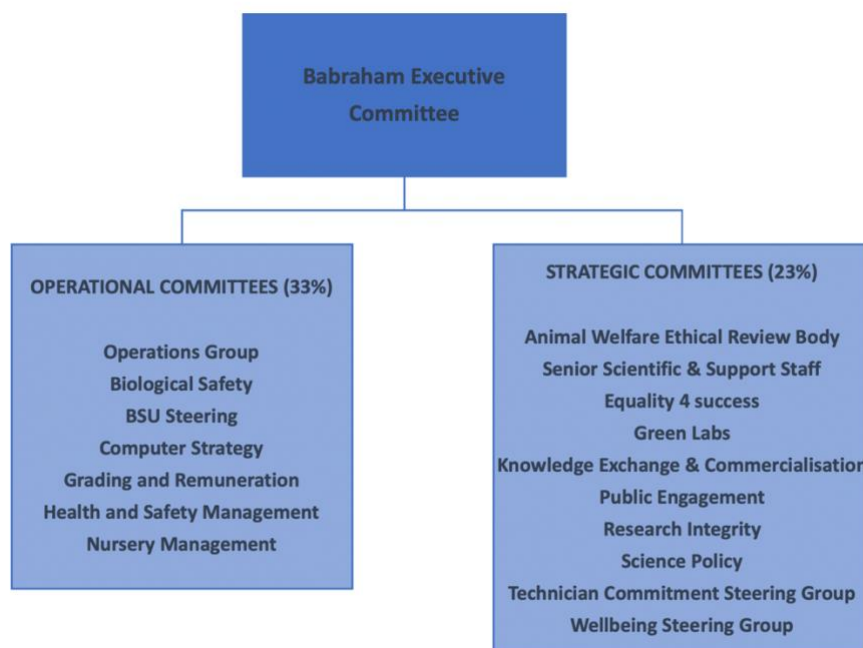 Babraham Executive
Committee
OPERATIONAL COMMITTEES (33%)
Operations Group
Biological Safety
BSU Steering
Computer Strategy
Grading and Remuneration
Health and Safety Management
Nursery Management
STRATEGIC COMMITTEES (23%)
Animal Welfare Ethical Review Body
Senior Scientific & Support Staff
Equality 4 success
Green Labs
Knowledge Exchange & Commercialisation
Public Engagement
Research Integrity
Science Policy
Technician Commitment Steering Group
Wellbeing Steering Group